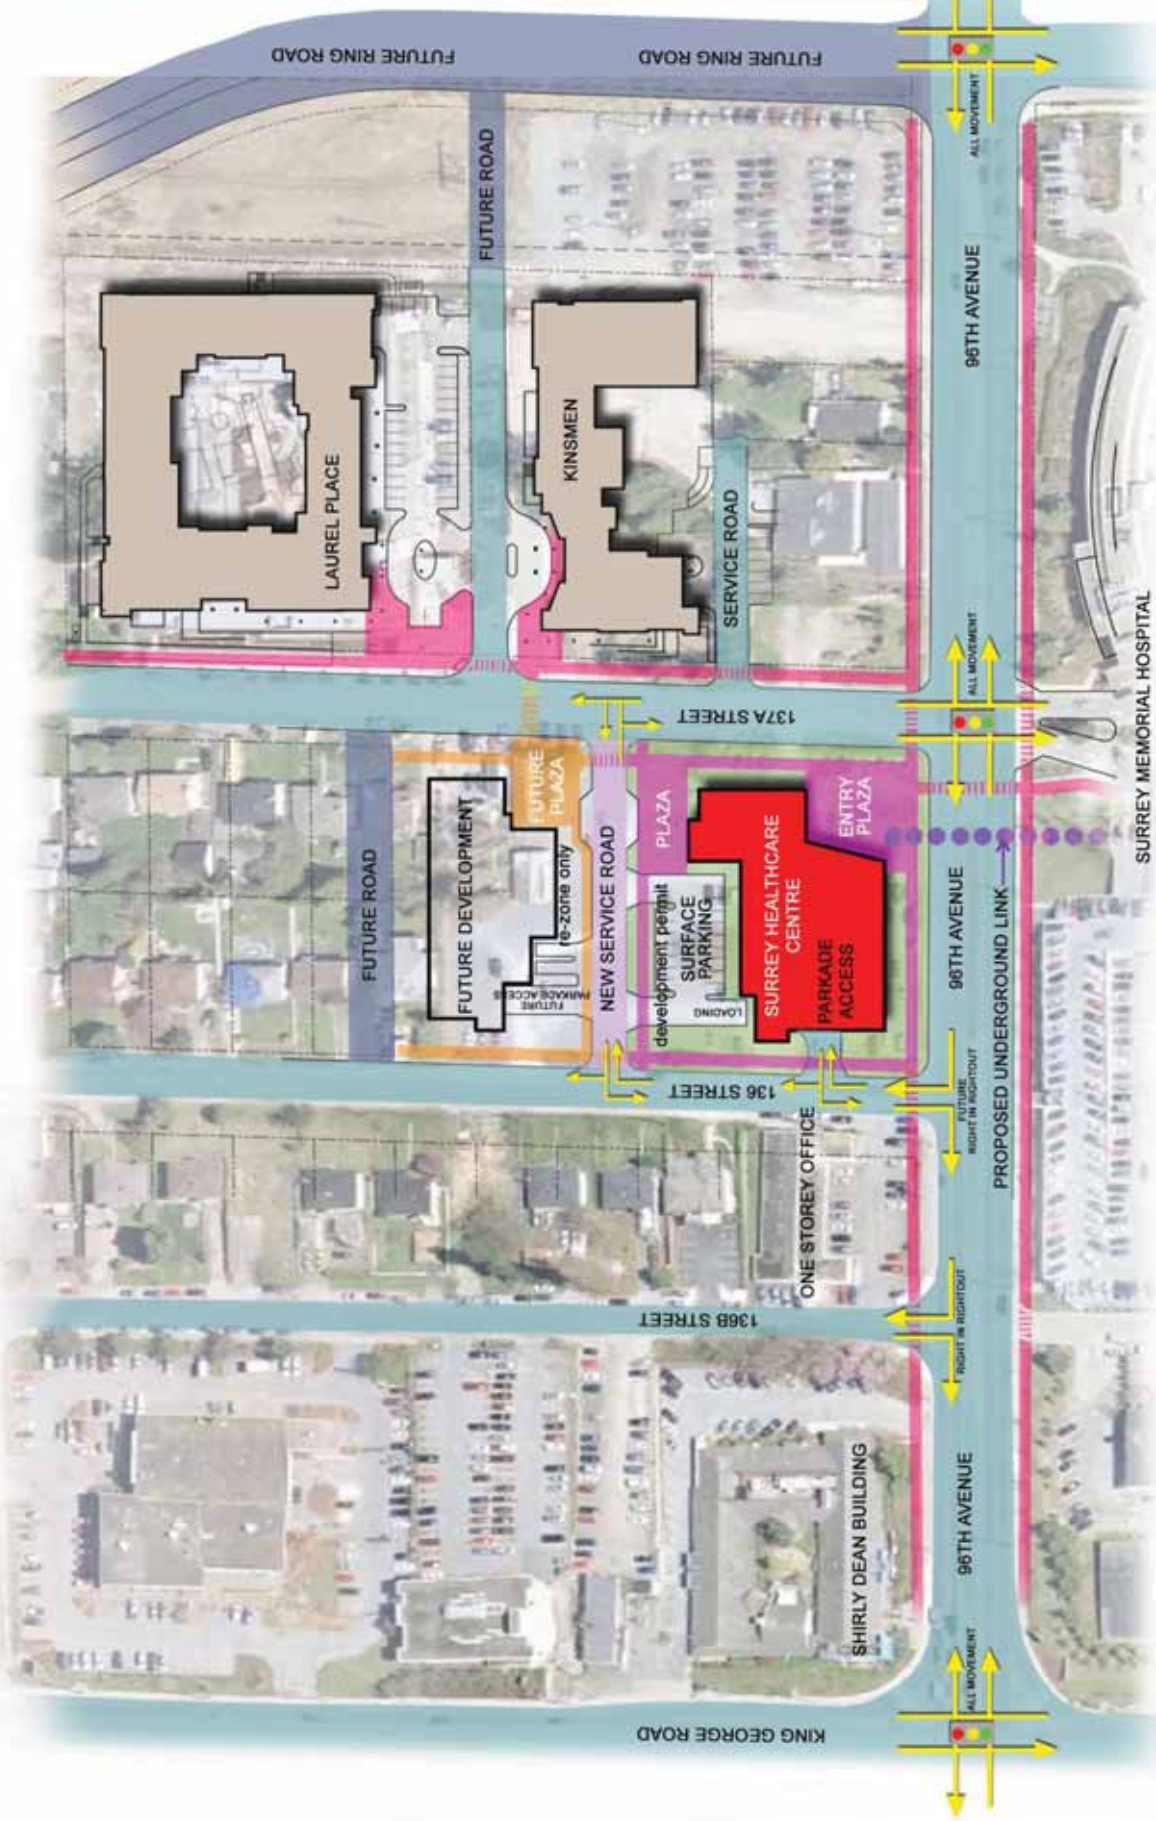 FUTURE RING ROAD
FUTURE RING ROAD
FUTURE ROAD
ALL MOVEMENT
96TH AVENUE
LAUREL PLACE
KINSMEN
SERVICE ROAD
ALL MOVEMENT
137A STREET
SURREY MEMORIAL HOSPITAL
FUTURE ROAD
FUTURE DEVELOPMENT
FUTURE
PLAZA
re-zone only
FUTURE
PARKADE ACCESS
NEW SERVICE ROAD
PLAZA
development permit
SURFACE
PARKING
LOADING
SURREY HEALTHCARE
CENTRE
PARKADE
ACCESS
ENTRY
PLAZA
96TH AVENUE
PROPOSED UNDERGROUND LINK
136 STREET
FUTURE
RIGHT IN RIGHTOUT
ONE STOREY OFFICE
136B STREET
RIGHT IN RIGHTOUT
SHIRLY DEAN BUILDING
96TH AVENUE
KING GEORGE ROAD
ALL MOVEMENT